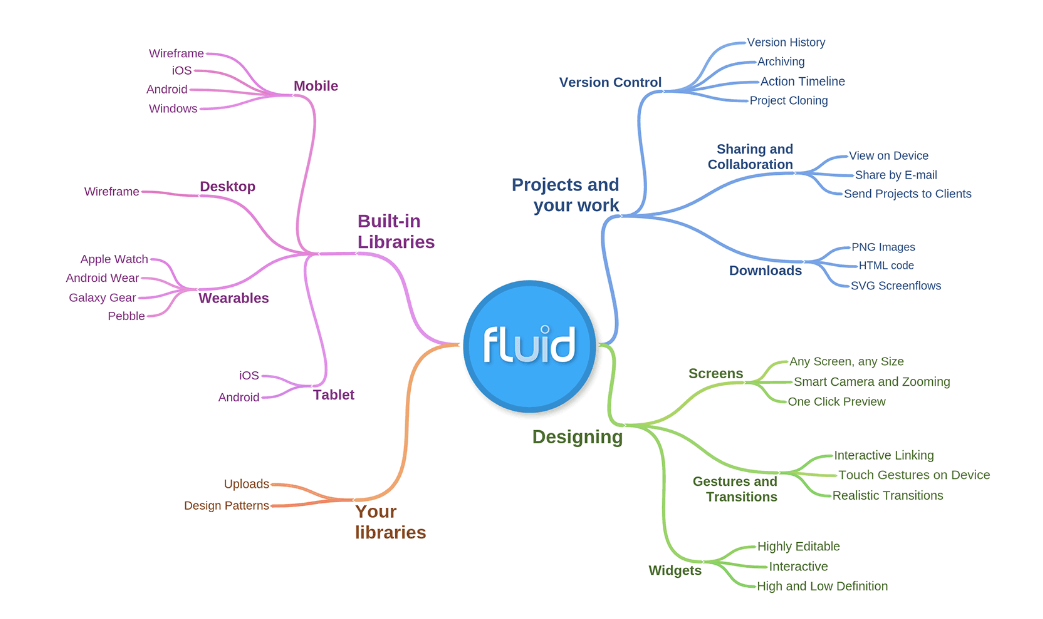 fluid
Built-in
Libraries
Mobile
Wireframe
iOS
Android
Windows
Desktop
Wireframe
Wearables
Apple Watch
Android Wear
Galaxy Gear
Pebble
Tablet
iOS
Android
Your
libraries
Uploads
Design Patterns
Projects and
your work
Version Control
Version History
Archiving
Action Timeline
Project Cloning
Sharing and
Collaboration
View on Device
Share by E-mail
Send Projects to Clients
Downloads
PNG Images
HTML code
SVG Screenflows
Designing
Screens
Any Screen, any Size
Smart Camera and Zooming
One Click Preview
Gestures and
Transitions
Interactive Linking
Touch Gestures on Device
Realistic Transitions
Widgets
Highly Editable
Interactive
High and Low Definition